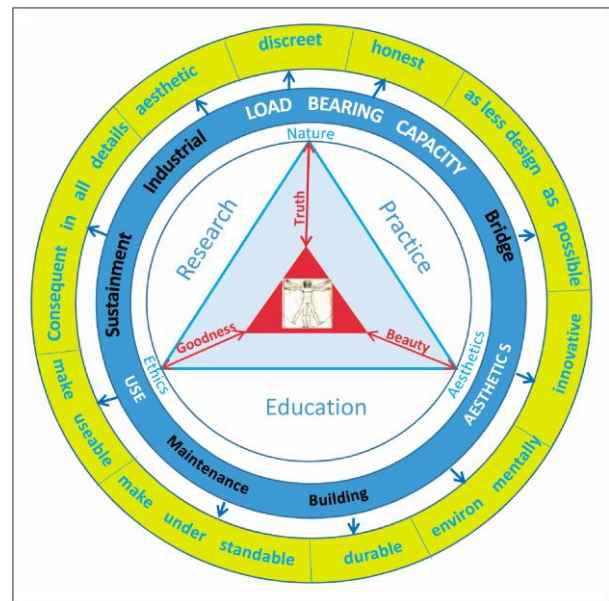 discreet
honest
as less design as possible
innovative
environ mentally
durable
make under standable
make useable
Consequent in all details
aesthetic
LOAD BEARING CAPACITY
Bridge
AESTHETIC S
Building
Maintenance
USE
Sustainment
Industrial
Nature
Research
Practice
Truth
Goodness
Beauty
Ethics
Aesthetics
Education